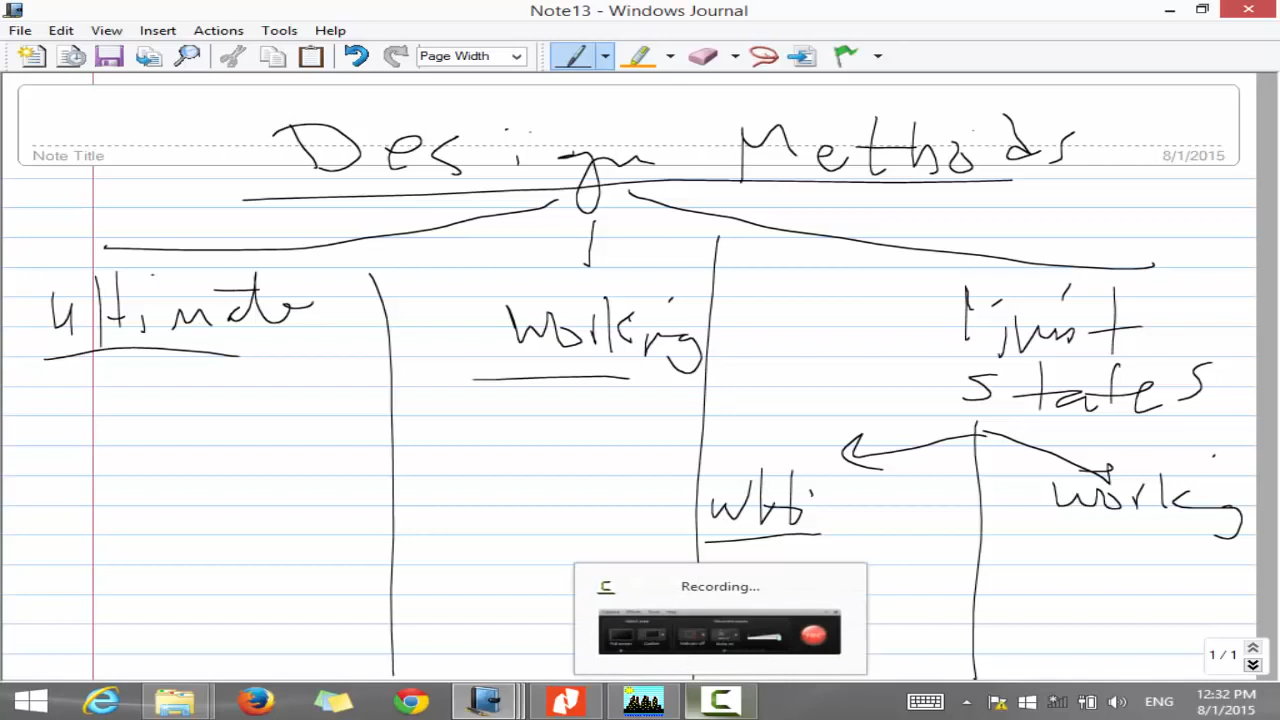 Note13 - Windows Journal
File Edit View Insert Actions Tools Help
Page Width
Design Methods
Note Title
8/1/2015
ultimate
working
limit
states
working
Recording...
1 / 1
ENG
12:32 PM
8/1/2015